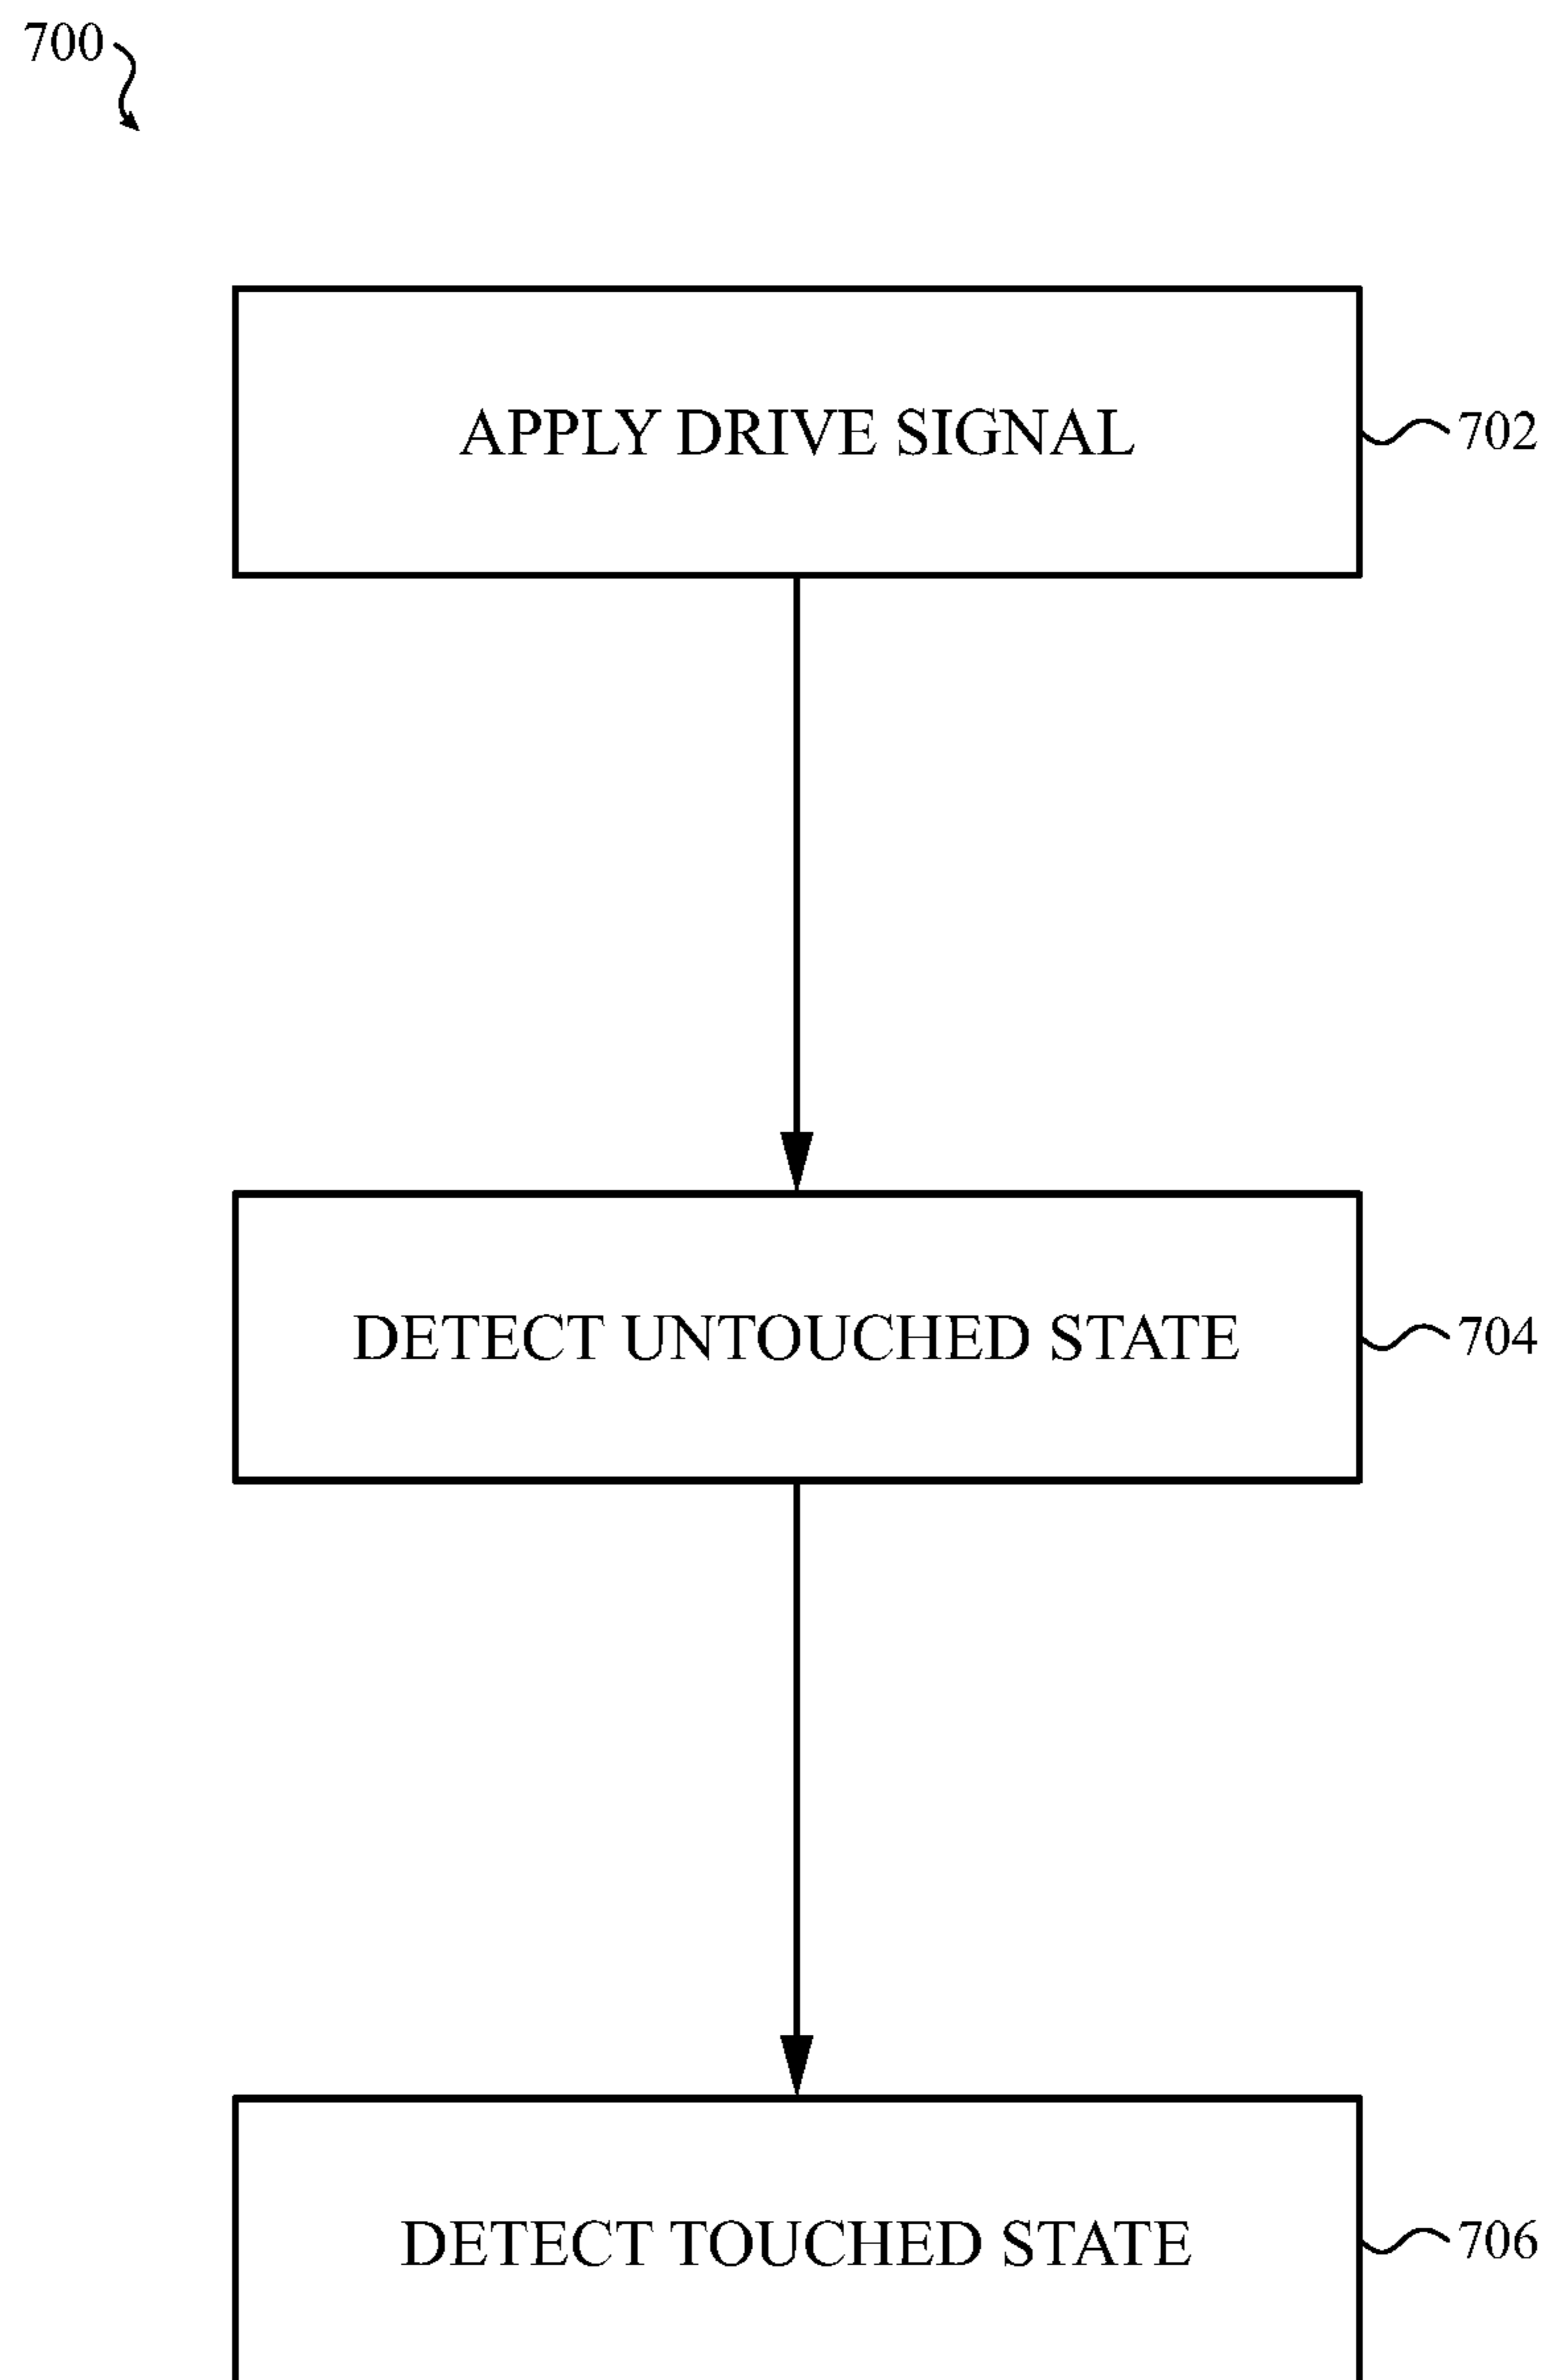 700
APPLY DRIVE SIGNAL
702
DETECT UNTOUCHED STATE
704
DETECT TOUCHED STATE
706